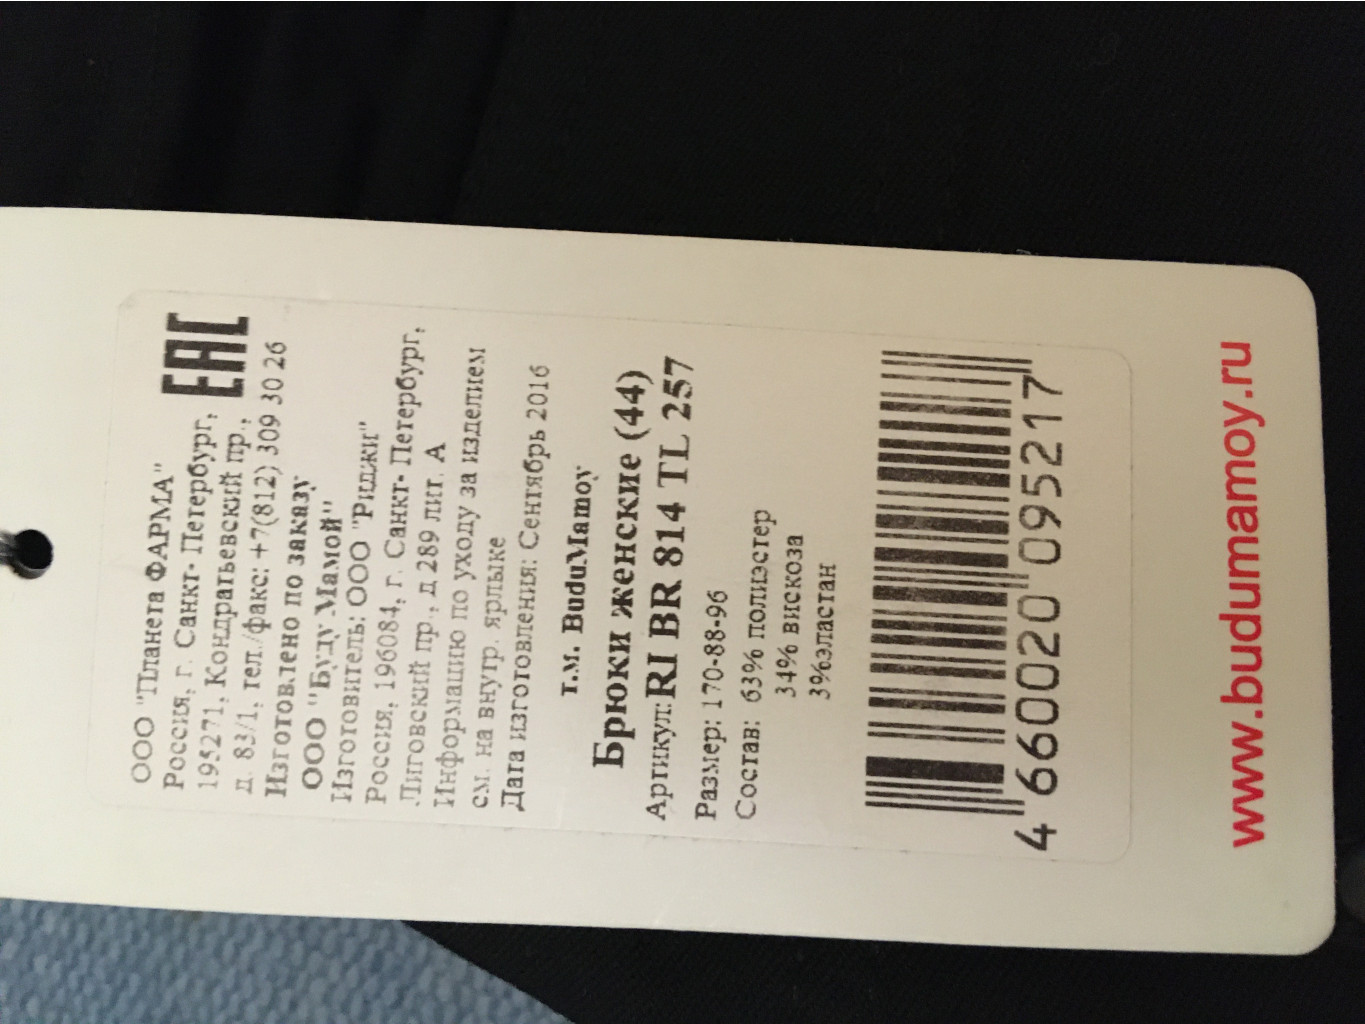 ООО "Планета ФАРМА"
Россия, г. Санкт- Петербург,
195271, Кондратьевский пр.,
д. 83/1, тел./факс: +7(812) 309 30 26
EAC
Изготовлено по заказу
ООО "Буду Мамой"
Изготовитель: ООО "Риджи"
Россия, 196084, г. Санкт- Петербург,
Лиговский пр., д 289 лит. А
Информацию по уходу за изделием
см. на внутр. ярлыке
Дата изготовления: Сентябрь 2016
т.м. BuduMamoy
Брюки женские (44)
Артикул: RI BR 814 TL 257
Размер: 170-88-96
Состав: 63% полиэстер
34% вискоза
3%эластан
4 660020 095217
www.budumamoy.ru